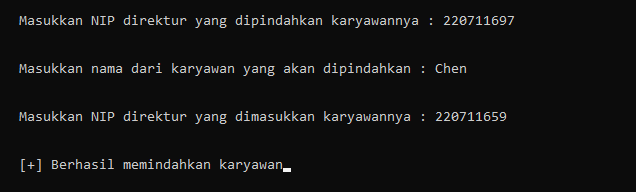 Masukkan NIP direktur yang dipindahkan karyawannya : 220711697
Masukkan nama dari karyawan yang akan dipindahkan : Chen
Masukkan NIP direktur yang dimasukkan karyawannya : 220711659
[+] Berhasil memindahkan karyawan